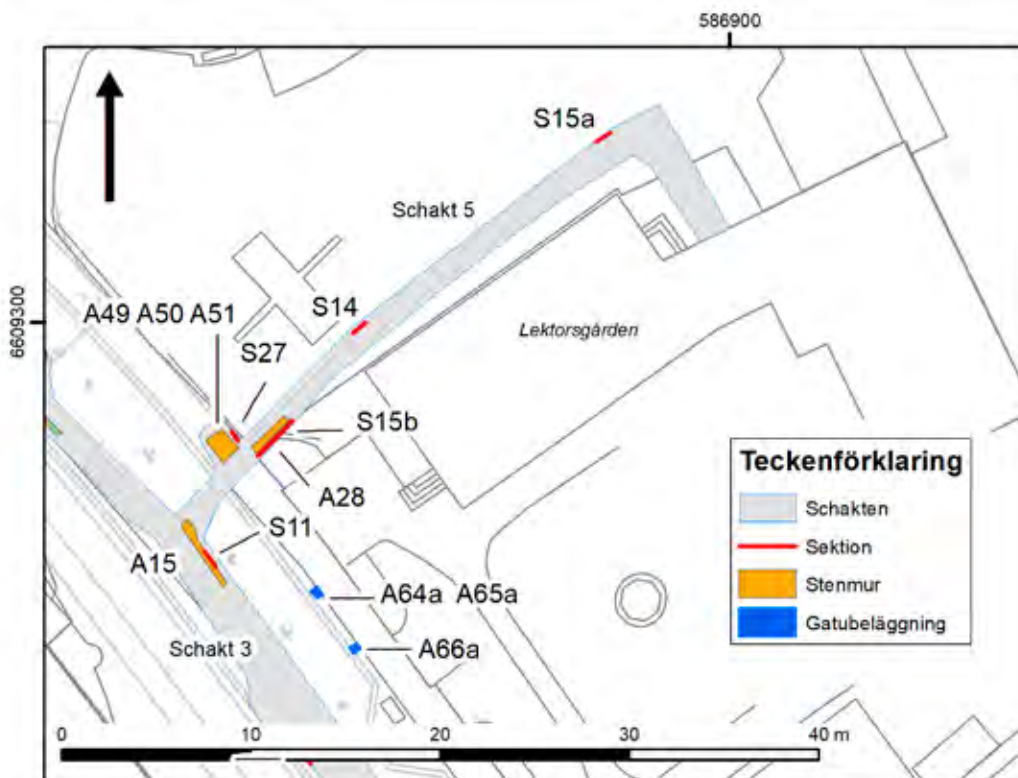 586900
S15a
Schakt 5
S14
6609300
A49 A50 A51
Lektorsgården
S27
S15b
A28
S11
A15
A64a A65a
Schakt 3
A66a
Teckenförklaring
Schakten
Sektion
Stenmur
Gatubeläggning
0 10 20 30 40 m